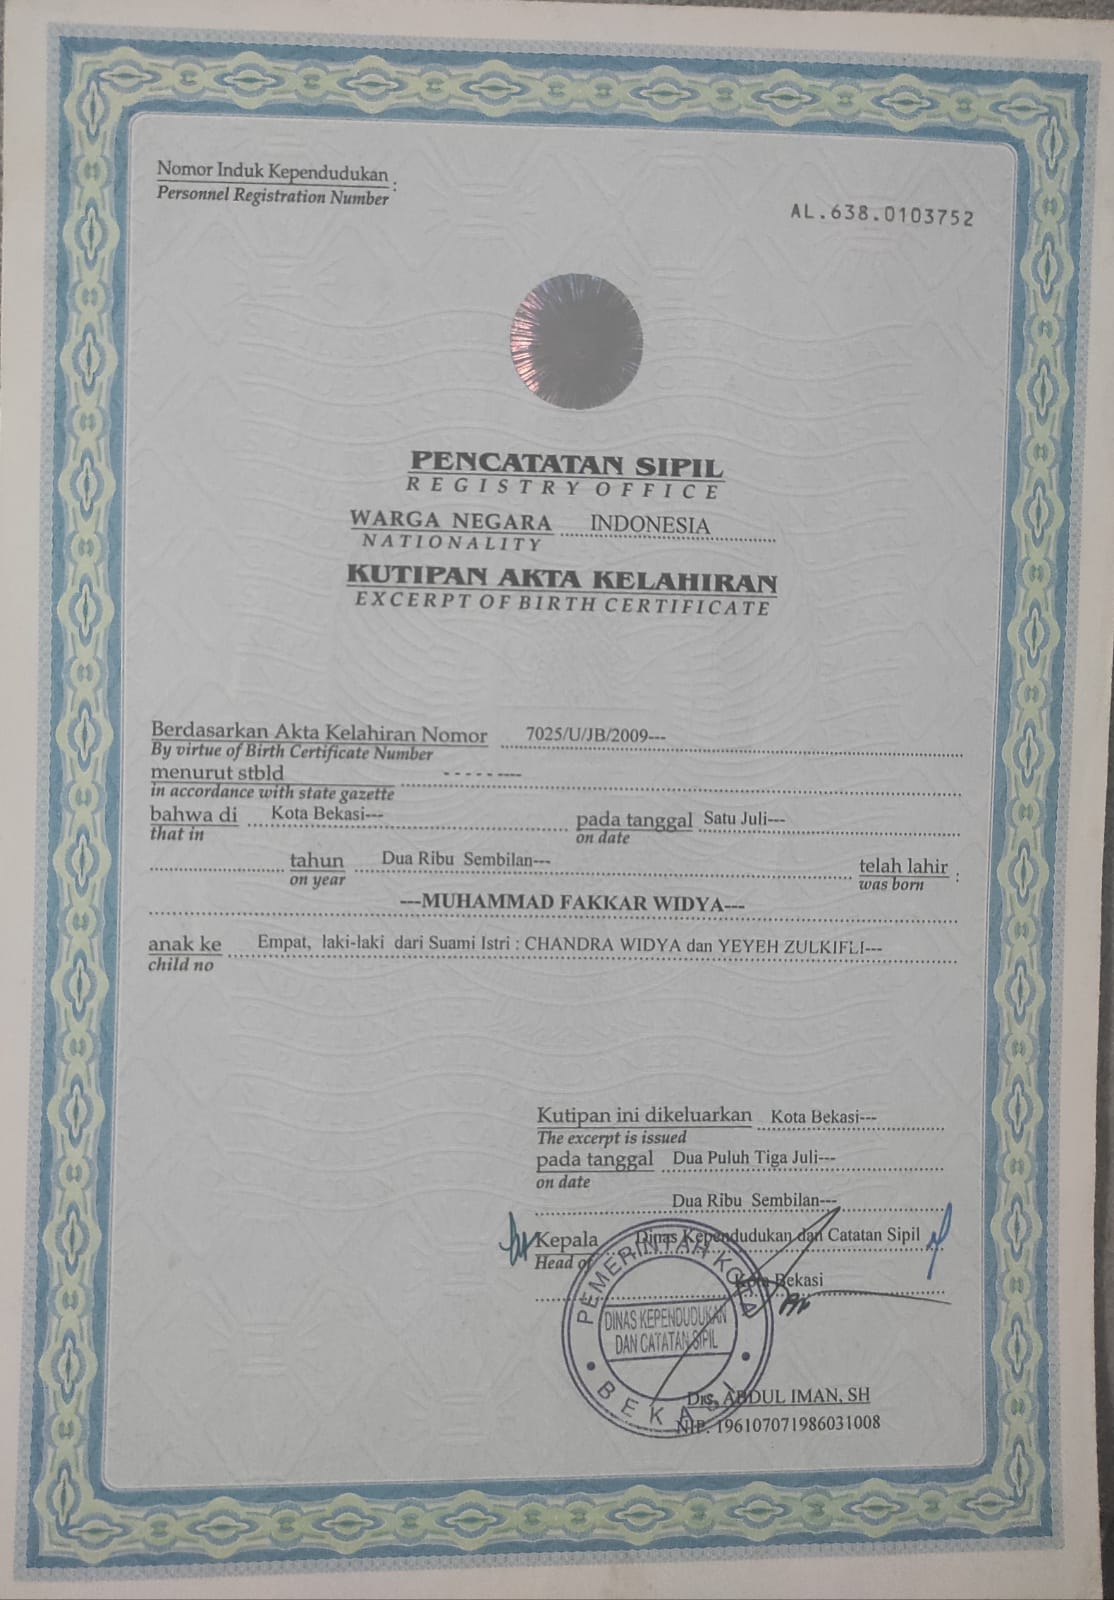 Nomor Induk Kependudukan :
Personnel Registration Number
AL.638.0103752
PENCATATAN SIPIL
REGISTRY OFFICE
WARGA NEGARA INDONESIA
NATIONALITY
KUTIPAN AKTA KELAHIRAN
EXCERPT OF BIRTH CERTIFICATE
Berdasarkan Akta Kelahiran Nomor 7025/U/JB/2009---
By virtue of Birth Certificate Number
menurut stbld - - - - - ----
in accordance with state gazette
bahwa di Kota Bekasi--- pada tanggal Satu Juli---
that in on date
tahun Dua Ribu Sembilan--- telah lahir :
on year was born
---MUHAMMAD FAKKAR WIDYA---
anak ke Empat, laki-laki dari Suami Istri : CHANDRA WIDYA dan YEYEH ZULKIFLI---
child no
Kutipan ini dikeluarkan Kota Bekasi---
The excerpt is issued
pada tanggal Dua Puluh Tiga Juli---
on date
Dua Ribu Sembilan---
Kepala Dinas Kependudukan dan Catatan Sipil
Head of
Kota Bekasi
PEMERINTAH KOTA
DINAS KEPENDUDUKAN
DAN CATATAN SIPIL
BEKASI
Drs. ABDUL IMAN, SH
NIP. 196107071986031008